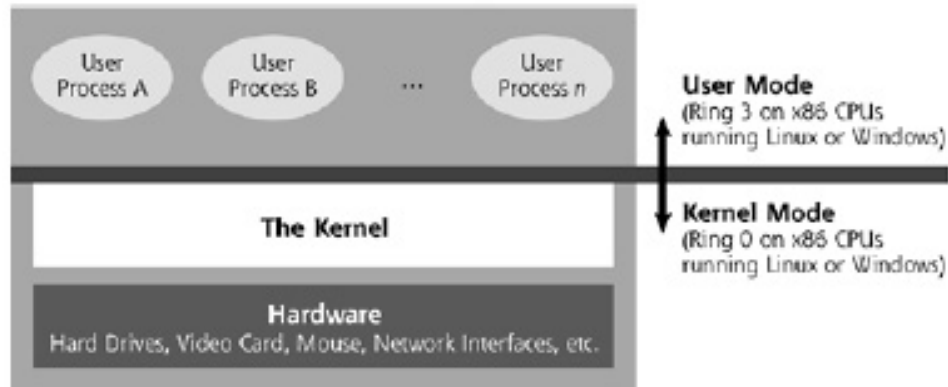 User
Process A
User
Process B
...
User
Process n
User Mode
(Ring 3 on x86 CPUs
running Linux or Windows)
The Kernel
Kernel Mode
(Ring 0 on x86 CPUs
running Linux or Windows)
Hardware
Hard Drives, Video Card, Mouse, Network Interfaces, etc.